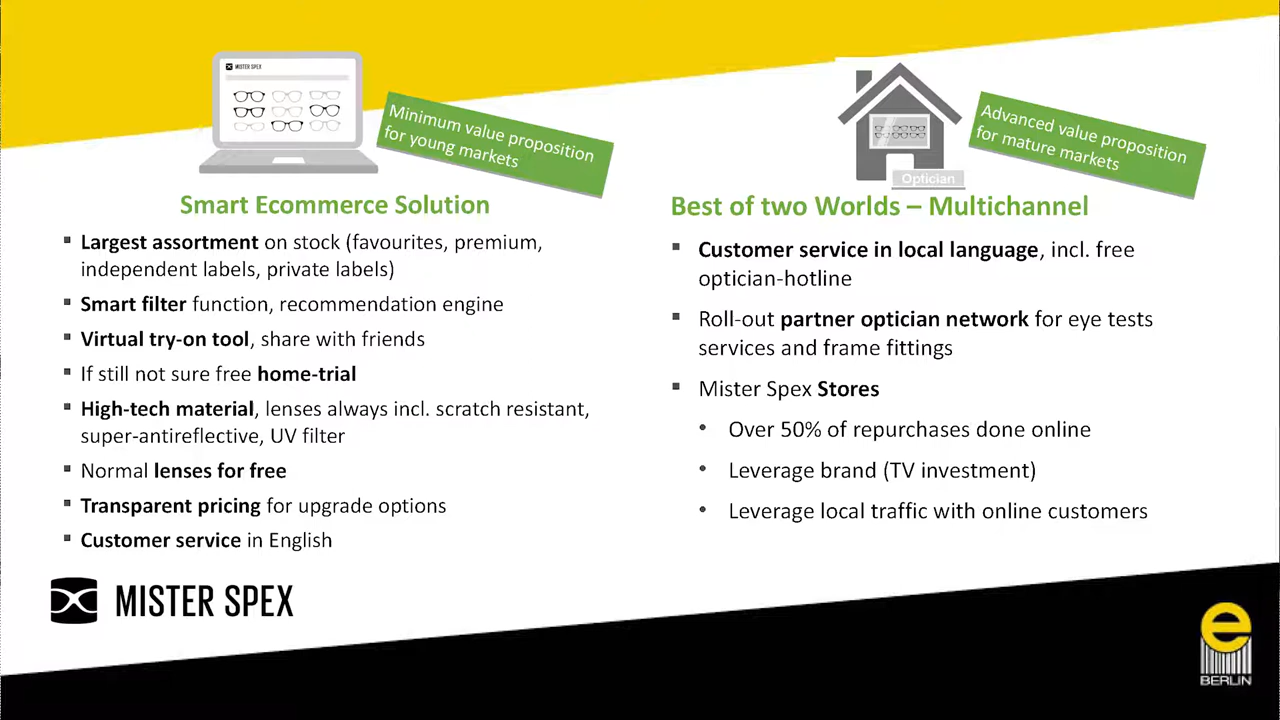 MISTER SPEX
Minimum value proposition
for young markets
Smart Ecommerce Solution
Largest assortment on stock (favourites, premium,
independent labels, private labels)
Smart filter function, recommendation engine
Virtual try-on tool, share with friends
If still not sure free home-trial
High-tech material, lenses always incl. scratch resistant,
super-antireflective, UV filter
Normal lenses for free
Transparent pricing for upgrade options
Customer service in English
Optician
Advanced value proposition
for mature markets
Best of two Worlds – Multichannel
Customer service in local language, incl. free
optician-hotline
Roll-out partner optician network for eye tests
services and frame fittings
Mister Spex Stores
Over 50% of repurchases done online
Leverage brand (TV investment)
Leverage local traffic with online customers
MISTER SPEX
e
BERLIN